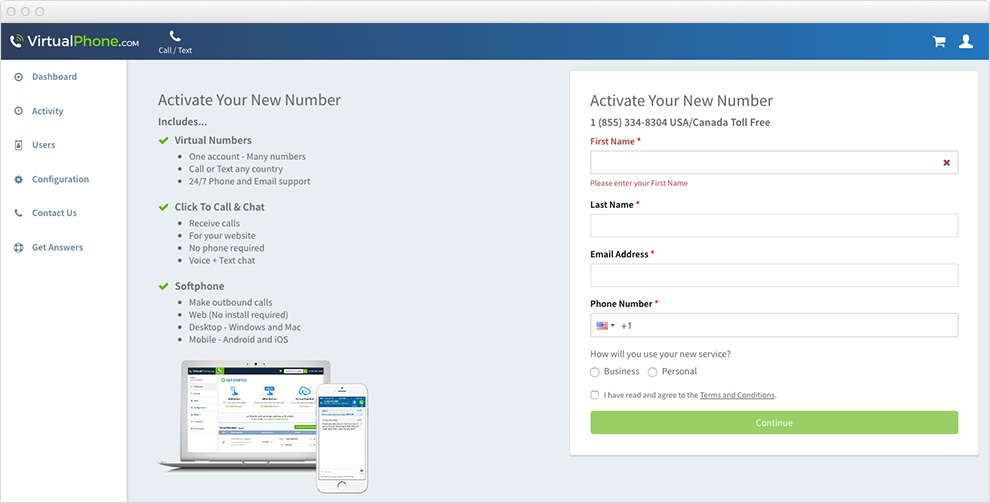 VirtualPhone.com
Call / Text
Dashboard
Activity
Users
Configuration
Contact Us
Get Answers
Activate Your New Number
Includes...
Virtual Numbers
One account - Many numbers
Call or Text any country
24/7 Phone and Email support
Click To Call & Chat
Receive calls
For your website
No phone required
Voice + Text chat
Softphone
Make outbound calls
Web (No install required)
Desktop - Windows and Mac
Mobile - Android and iOS
GET STARTED
Activate Your New Number
1 (855) 334-8304 USA/Canada Toll Free
First Name *
Please enter your First Name
Last Name *
Email Address *
Phone Number *
+1
How will you use your new service?
Business Personal
I have read and agree to the Terms and Conditions.
Continue